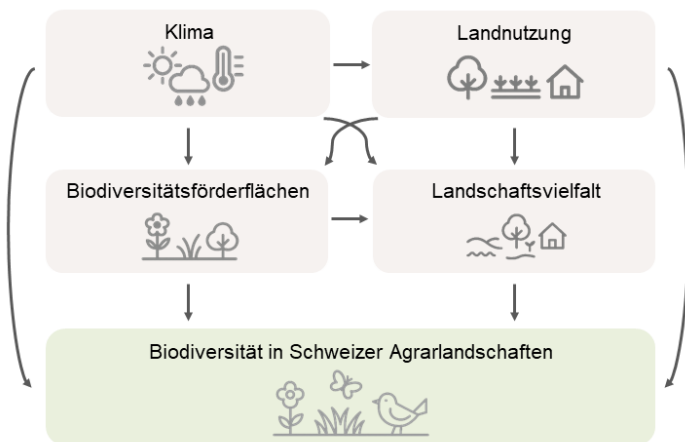 Klima
Landnutzung
Biodiversitätsförderflächen
Landschaftsvielfalt
Biodiversität in Schweizer Agrarlandschaften